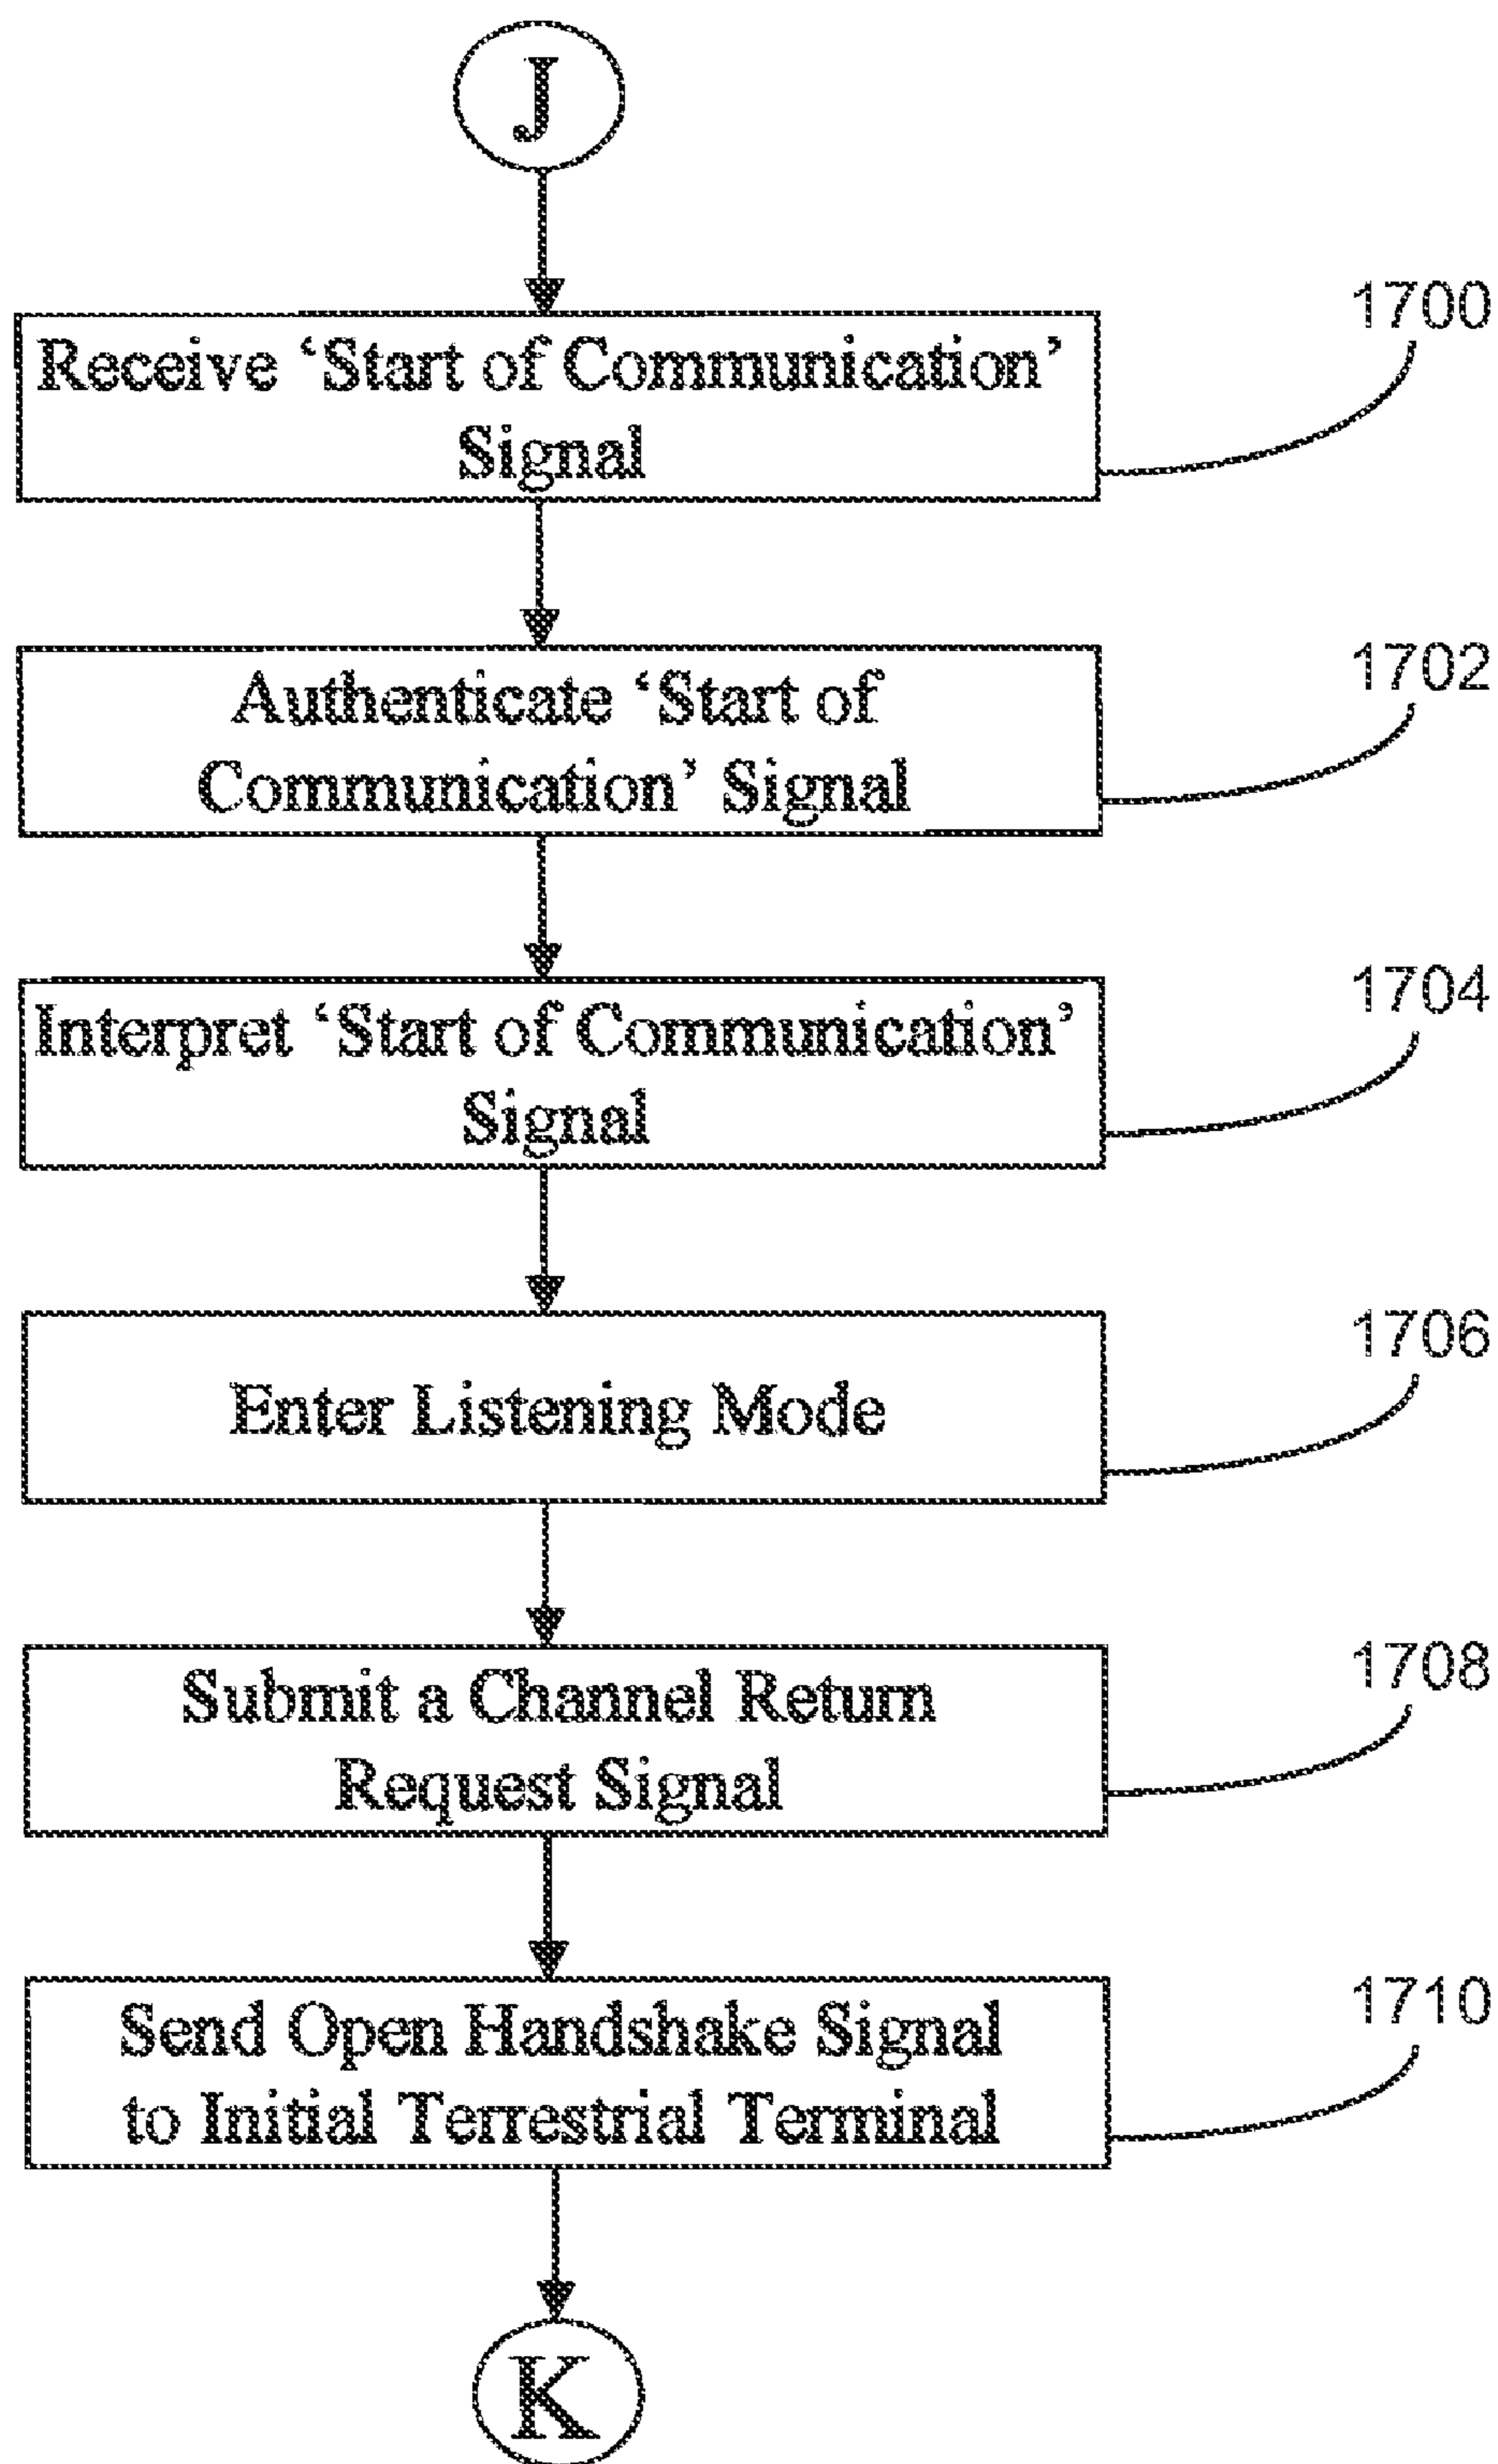 J
Receive ‘Start of Communication’
Signal
1700
Authenticate ‘Start of
Communication’ Signal
1702
Interpret ‘Start of Communication’
Signal
1704
Enter Listening Mode
1706
Submit a Channel Return
Request Signal
1708
Send Open Handshake Signal
to Initial Terrestrial Terminal
1710
K